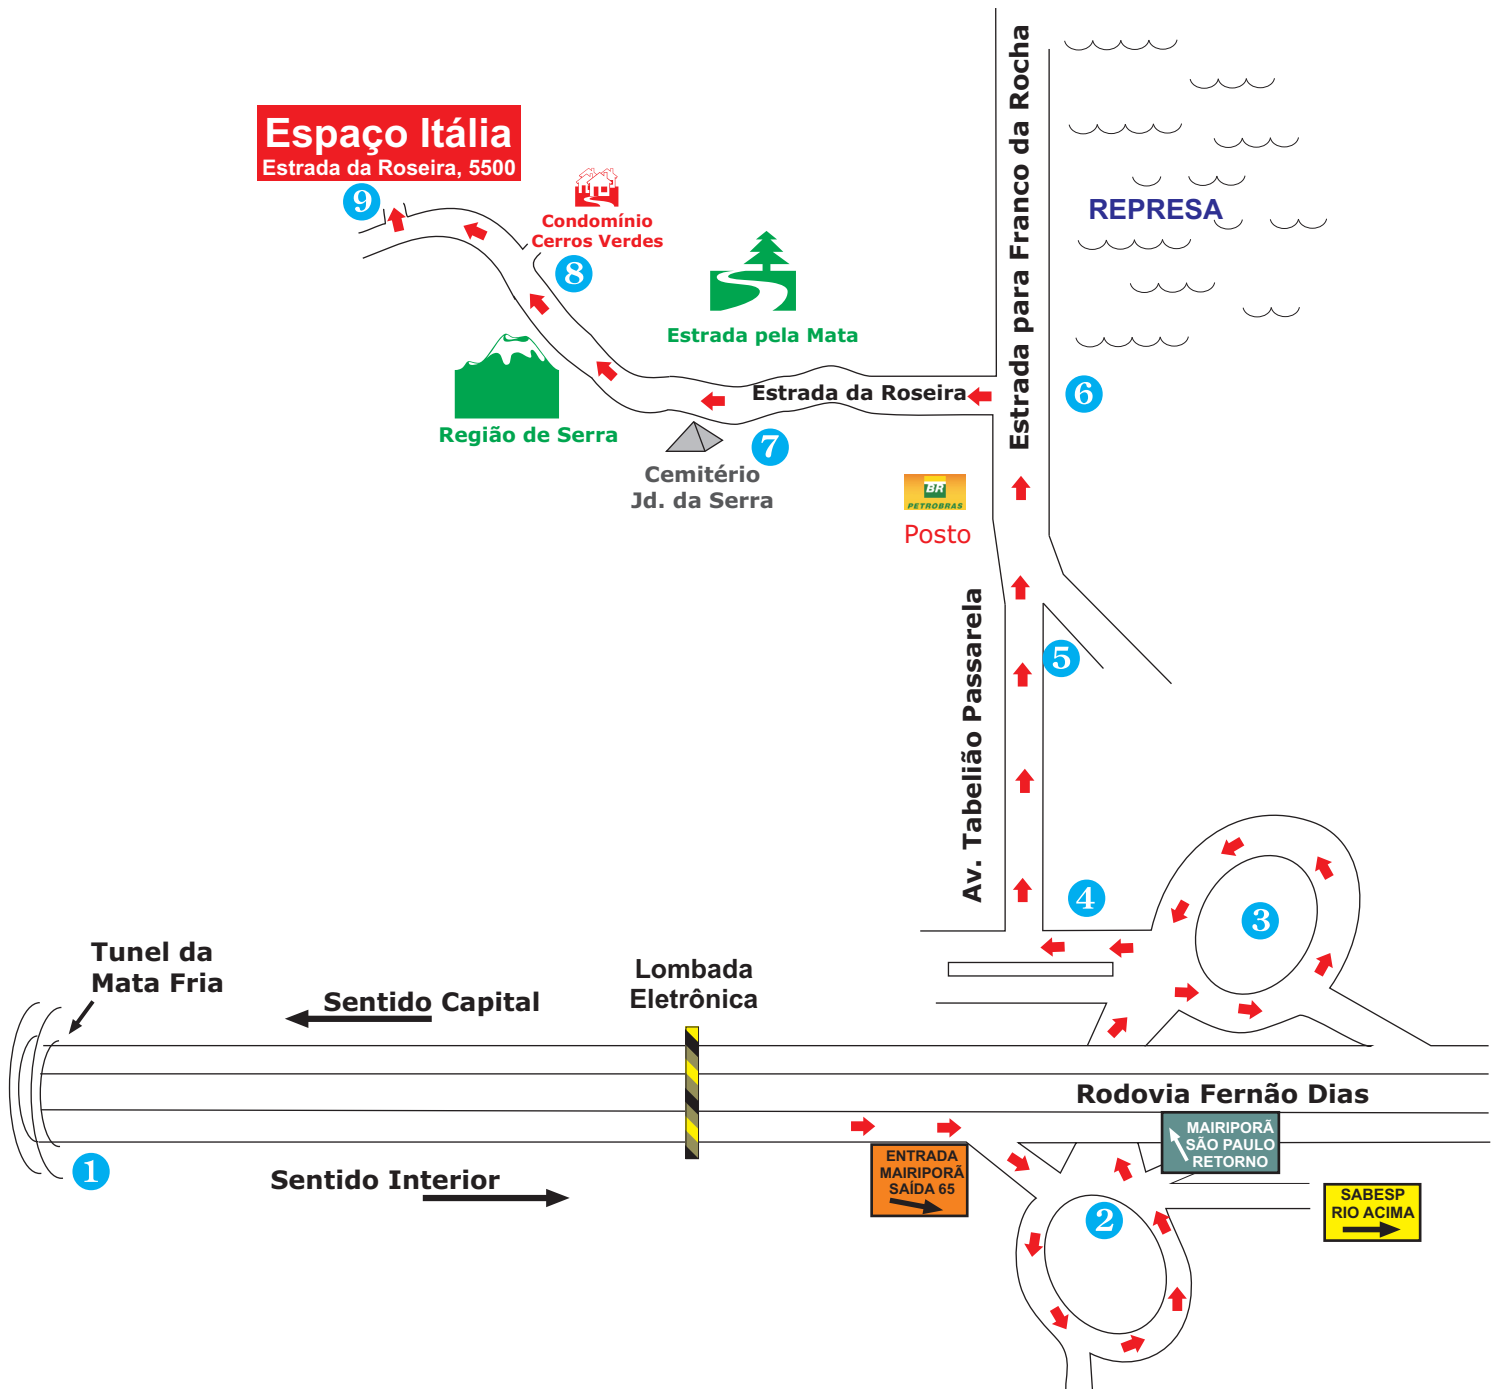 Espaço Itália
Estrada da Roseira, 5500
9
Condomínio
Cerros Verdes
8
Estrada pela Mata
Região de Serra
Estrada da Roseira
7
Cemitério
Jd. da Serra
BR
PETROBRAS
Posto
Estrada para Franco da Rocha
REPRESA
6
Av. Tabelião Passarela
5
4
3
Tunel da
Mata Fria
Sentido Capital
Lombada
Eletrônica
Rodovia Fernão Dias
1
Sentido Interior
ENTRADA
MAIRIPORÃ
SAÍDA 65
MAIRIPORÃ
SÃO PAULO
RETORNO
2
SABESP
RIO ACIMA